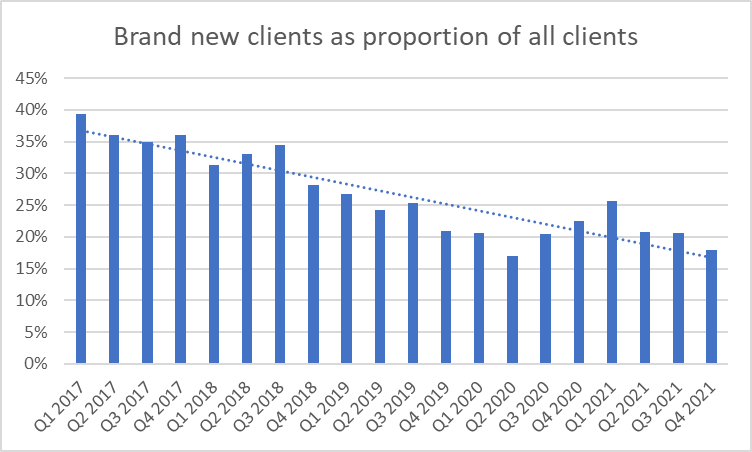 Brand new clients as proportion of all clients
45%
40%
35%
30%
25%
20%
15%
10%
5%
0%
Q1 2017
Q2 2017
Q3 2017
Q4 2017
Q1 2018
Q2 2018
Q3 2018
Q4 2018
Q1 2019
Q2 2019
Q3 2019
Q4 2019
Q1 2020
Q2 2020
Q3 2020
Q4 2020
Q1 2021
Q2 2021
Q3 2021
Q4 2021